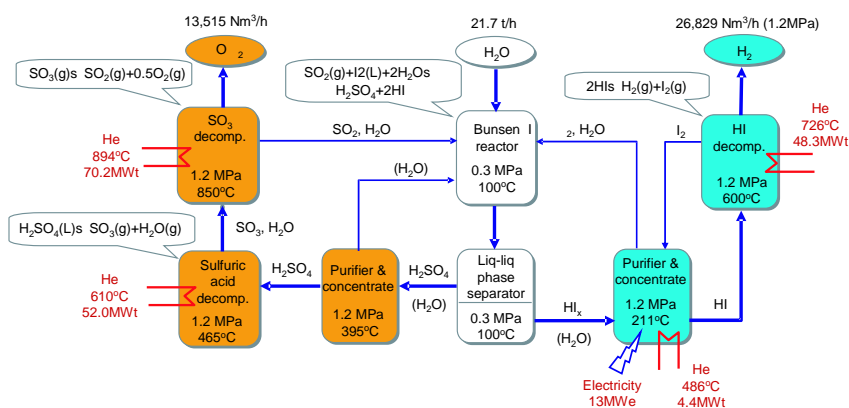 13,515 Nm³/h
21.7 t/h
26,829 Nm³/h (1.2MPa)
O ₂
H₂O
H₂
SO₃(g)s SO₂(g)+0.5O₂(g)
SO₂(g)+I2(L)+2H₂Os
H₂SO₄+2HI
2HIs H₂(g)+I₂(g)
He
894°C
70.2MWt
SO₃
decomp.
1.2 MPa
850°C
SO₂, H₂O
(H₂O)
Bunsen I
reactor
0.3 MPa
100°C
₂, H₂O
I₂
HI
decomp.
1.2 MPa
600°C
He
726°C
48.3MWt
H₂SO₄(L)s SO₃(g)+H₂O(g)
SO₃, H₂O
He
610°C
52.0MWt
Sulfuric
acid
decomp.
1.2 MPa
465°C
H₂SO₄
Purifier &
concentrate
1.2 MPa
395°C
H₂SO₄
(H₂O)
Liq-liq
phase
separator
0.3 MPa
100°C
HIₓ
(H₂O)
Purifier &
concentrate
1.2 MPa
211°C
HI
Electricity
13MWe
He
486°C
4.4MWt